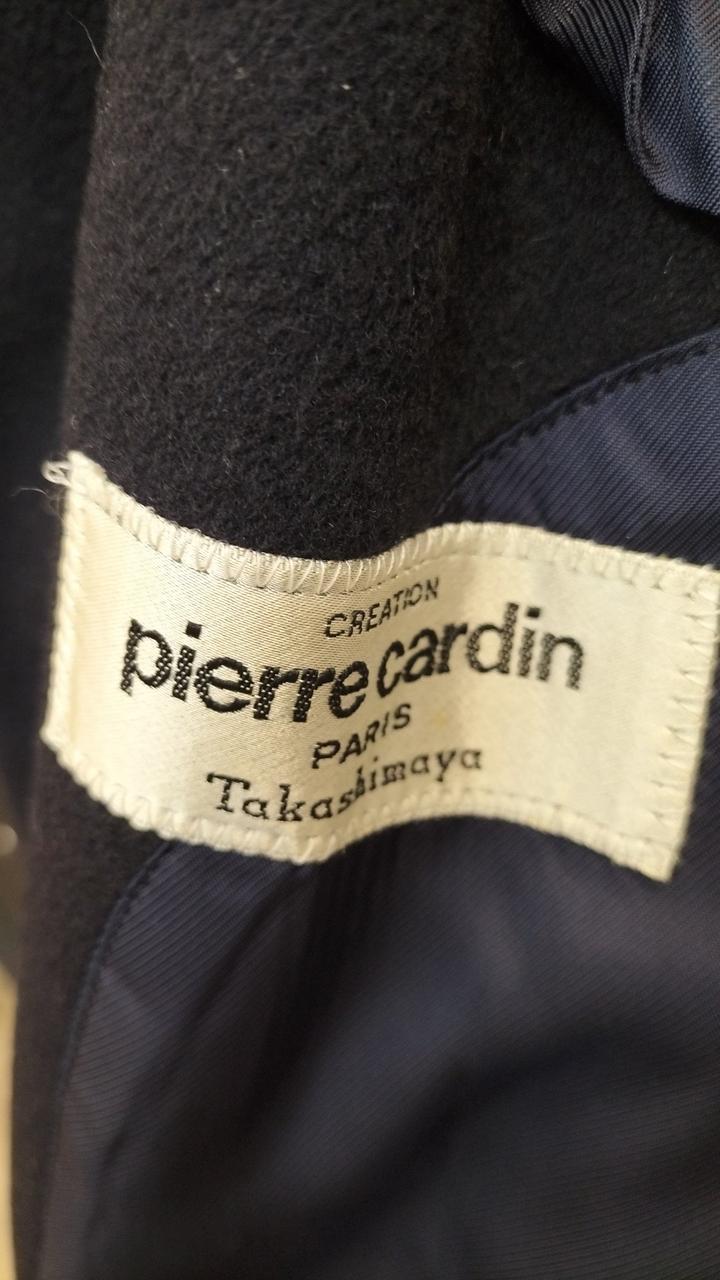 CREATION
pierre cardin
PARIS
Takashimaya